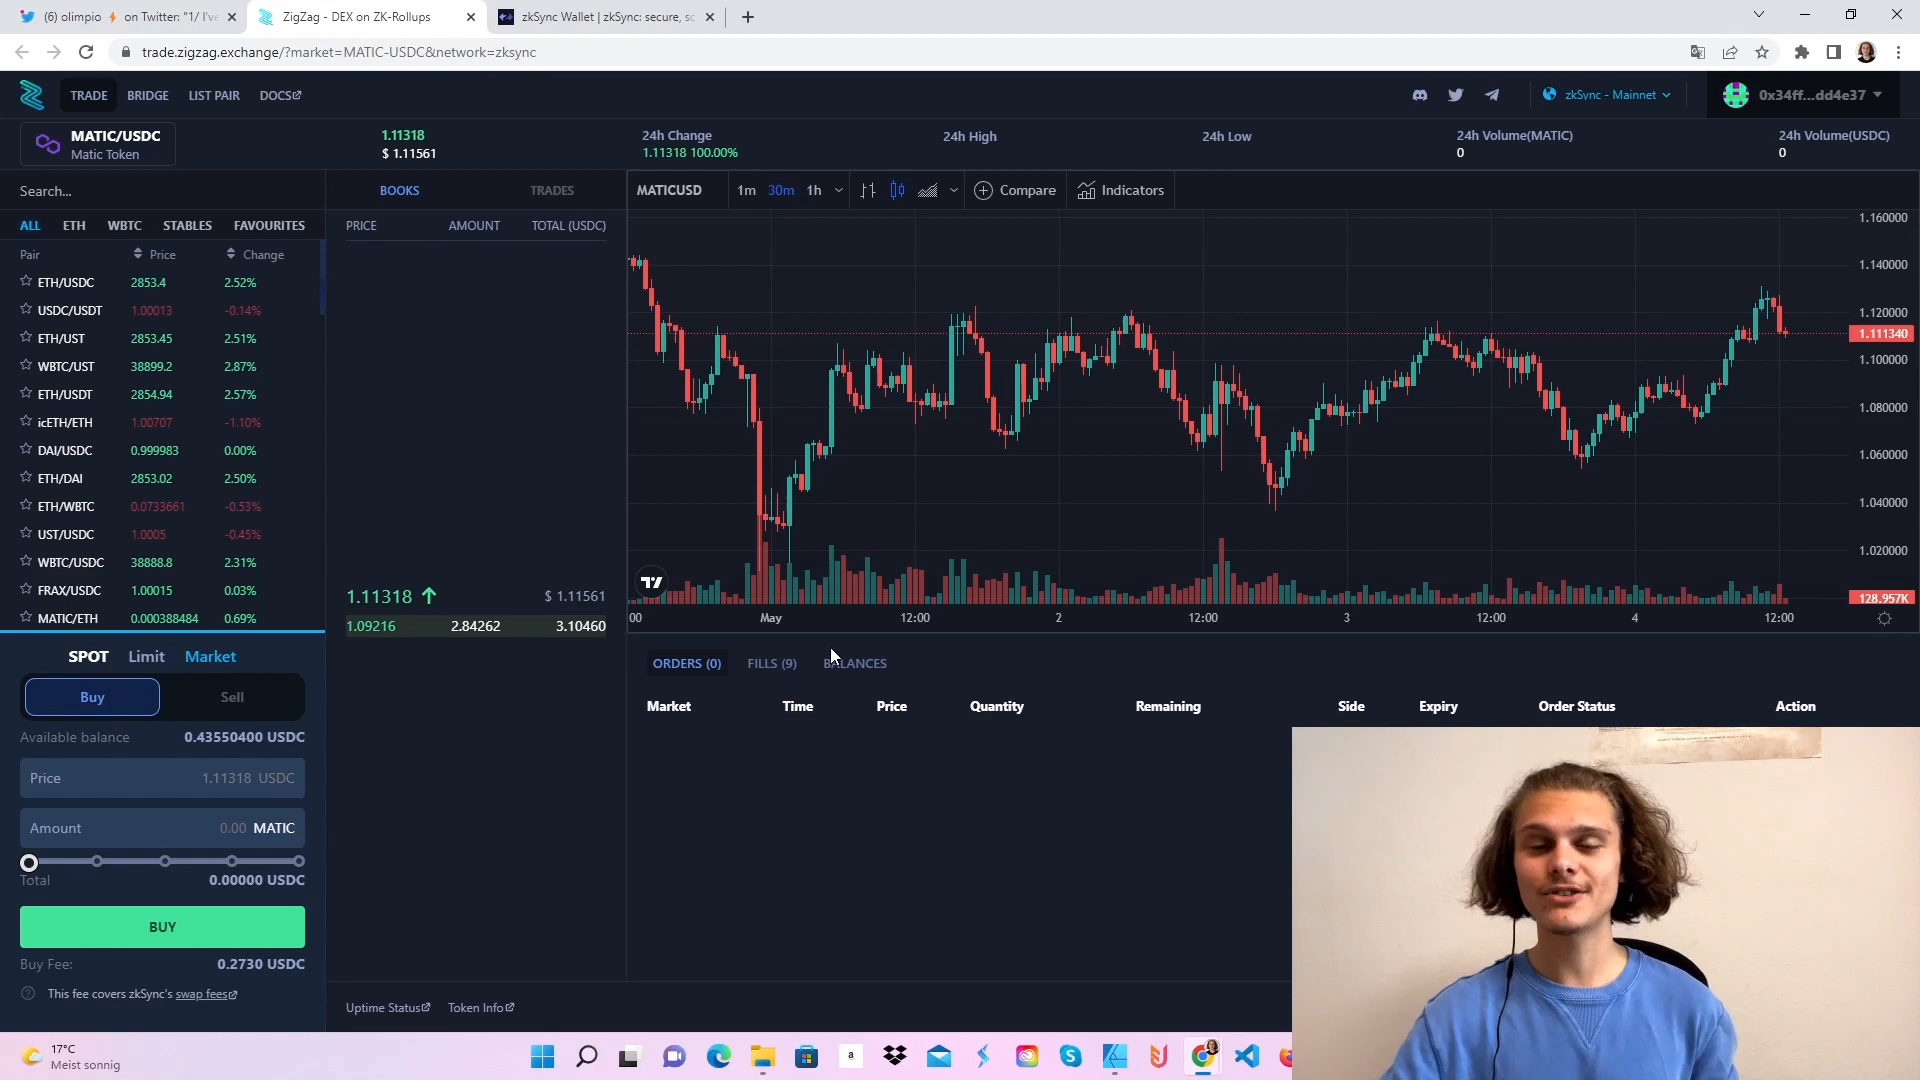 (6) olimpio ⚡ on Twitter: "1/ I've
ZigZag - DEX on ZK-Rollups
zkSync Wallet | zkSync: secure, sc
trade.zigzag.exchange/?market=MATIC-USDC&network=zksync
TRADE BRIDGE LIST PAIR DOCS
zkSync - Mainnet
0x34ff...dd4e37
MATIC/USDC
Matic Token
1.11318
$ 1.11561
24h Change
1.11318 100.00%
24h High
24h Low
24h Volume(MATIC)
0
24h Volume(USDC)
0
Search...
ALL ETH WBTC STABLES FAVOURITES
Pair Price Change
ETH/USDC 2853.4 2.52%
USDC/USDT 1.00013 -0.14%
ETH/UST 2853.45 2.51%
WBTC/UST 38899.2 2.87%
ETH/USDT 2854.94 2.57%
icETH/ETH 1.00707 -1.10%
DAI/USDC 0.999983 0.00%
ETH/DAI 2853.02 2.50%
ETH/WBTC 0.0733661 -0.53%
UST/USDC 1.0005 -0.45%
WBTC/USDC 38888.8 2.31%
FRAX/USDC 1.00015 0.03%
MATIC/ETH 0.000388484 0.69%
SPOT Limit Market
Buy Sell
Available balance 0.43550400 USDC
Price 1.11318 USDC
Amount 0.00 MATIC
Total 0.00000 USDC
BUY
Buy Fee: 0.2730 USDC
This fee covers zkSync's swap fees
BOOKS TRADES
PRICE AMOUNT TOTAL (USDC)
1.11318 $ 1.11561
1.09216 2.84262 3.10460
Uptime Status Token Info
MATICUSD 1m 30m 1h Compare Indicators
1.160000
1.140000
1.120000
1.111340
1.100000
1.080000
1.060000
1.040000
1.020000
128.957K
00 May 12:00 2 12:00 3 12:00 4 12:00
ORDERS (0) FILLS (9) BALANCES
Market Time Price Quantity Remaining Side Expiry Order Status Action
17°C
Meist sonnig